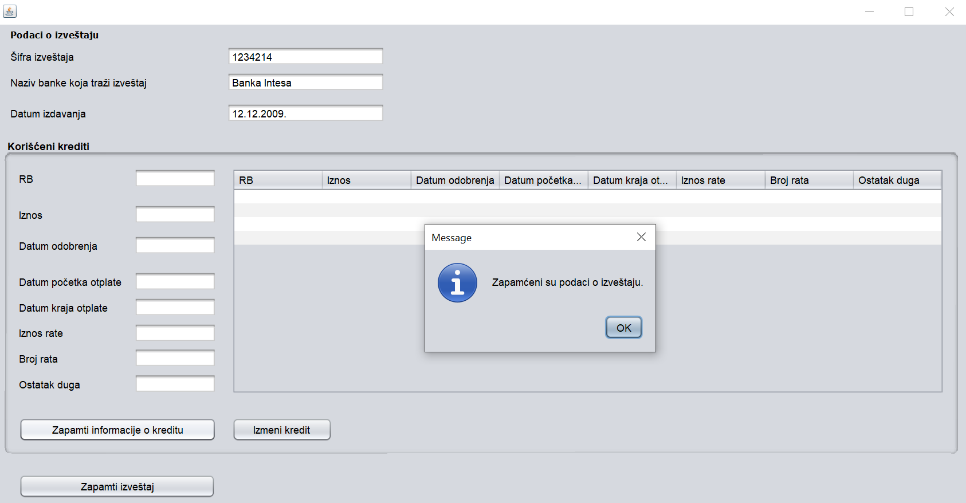 Podaci o izveštaju
Šifra izveštaja 1234214
Naziv banke koja traži izveštaj Banka Intesa
Datum izdavanja 12.12.2009.
Korišćeni krediti
RB
Iznos
Datum odobrenja
Datum početka otplate
Datum kraja otplate
Iznos rate
Broj rata
Ostatak duga
RB Iznos Datum odobrenja Datum početka... Datum kraja ot... Iznos rate Broj rata Ostatak duga
Message
Zapamćeni su podaci o izveštaju.
OK
Zapamti informacije o kreditu Izmeni kredit
Zapamti izveštaj